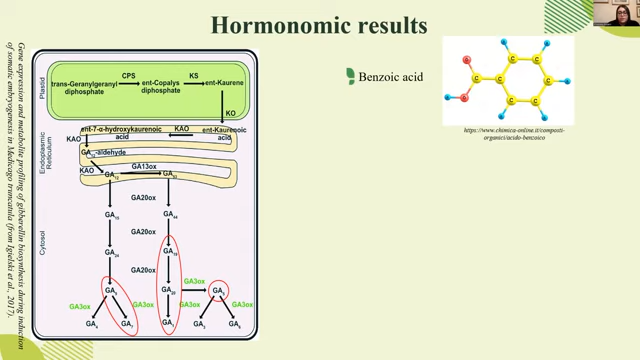 Hormonomic results
Gene expression and metabolite profiling of gibberellin biosynthesis during induction
of somatic embryogenesis in Medicago truncatula (from Igielski et al., 2017).
Plastid
CPS
KS
trans-Geranylgeranyl
diphosphate
ent-Copalys
diphosphate
ent-Kaurene
KO
Endoplasmic
Reticulum
ent-7-α-hydroxykaurenoic
acid
KAO
ent-Kaurenoic
acid
KAO
GA12-aldehyde
KAO
GA13ox
GA12
GA53
Cytosol
GA20ox
GA15
GA44
GA20ox
GA24
GA19
GA20ox
GA9
GA20
GA3ox
GA5
GA3ox
GA3ox
GA3ox
GA3ox
GA4
GA7
GA1
GA3
GA6
Benzoic acid
https://www.chimica-online.it/composti-
organici/acido-benzoico